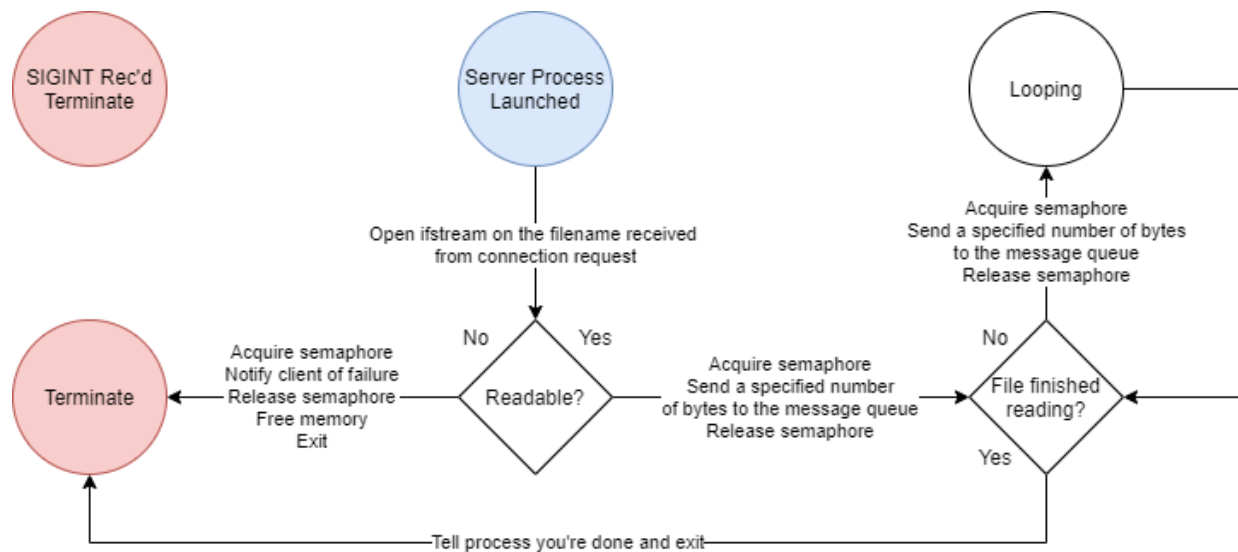 SIGINT Rec'd
Terminate
Server Process
Launched
Looping
Open ifstream on the filename received
from connection request
Acquire semaphore
Send a specified number of bytes
to the message queue
Release semaphore
No
Yes
Readable?
Acquire semaphore
Notify client of failure
Release semaphore
Free memory
Exit
Terminate
Acquire semaphore
Send a specified number
of bytes to the message queue
Release semaphore
No
File finished
reading?
Yes
Tell process you're done and exit